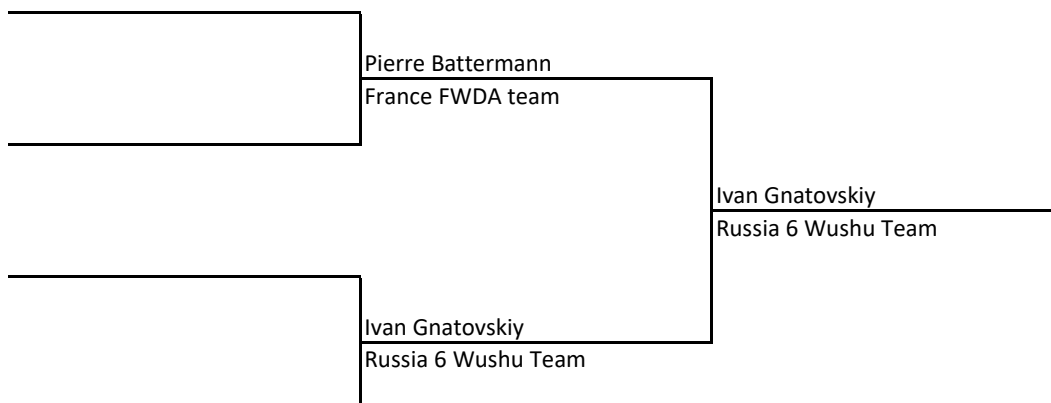 Pierre Battermann
France FWDA team
Ivan Gnatovskiy
Russia 6 Wushu Team
Ivan Gnatovskiy
Russia 6 Wushu Team